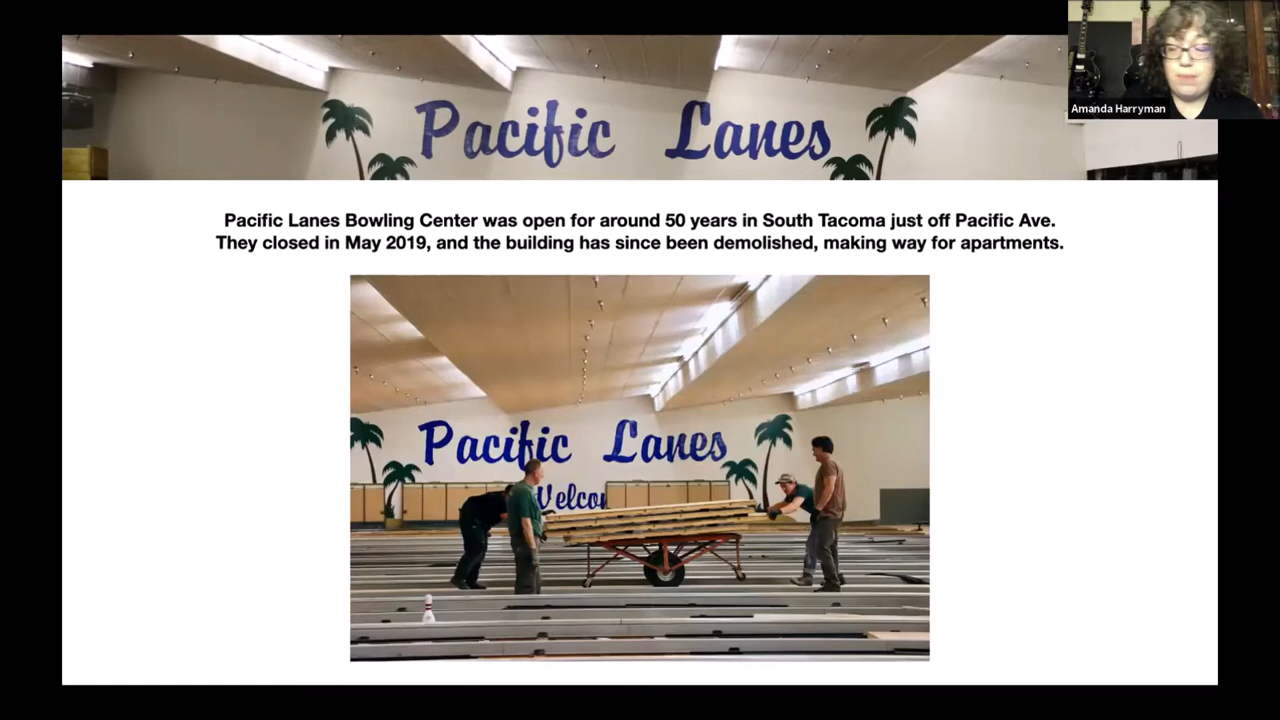 Pacific Lanes
Amanda Harryman
Pacific Lanes Bowling Center was open for around 50 years in South Tacoma just off Pacific Ave.
They closed in May 2019, and the building has since been demolished, making way for apartments.
Pacific Lanes